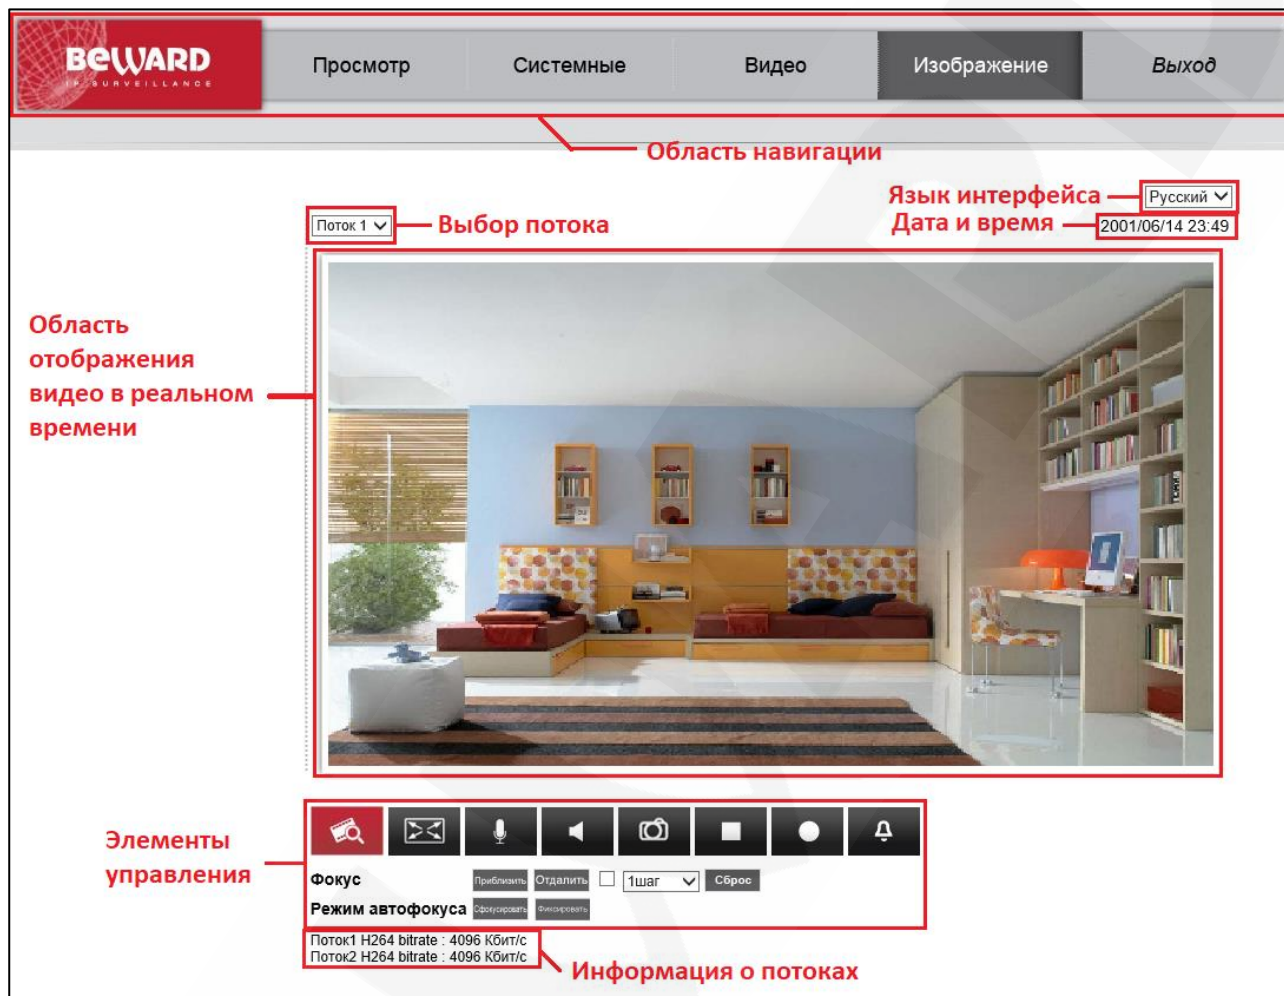 BEWARD
IP SURVEILLANCE
Просмотр
Системные
Видео
Изображение
Выход
Область навигации
Язык интерфейса
Русский
Поток 1
Выбор потока
Дата и время
2001/06/14 23:49
Область
отображения
видео в реальном
времени
Элементы
управления
Фокус
Приблизить
Отдалить
1шаг
Сброс
Режим автофокуса
Сфокусировать
Фиксировать
Поток1 H264 bitrate : 4096 Кбит/с
Поток2 H264 bitrate : 4096 Кбит/с
Информация о потоках